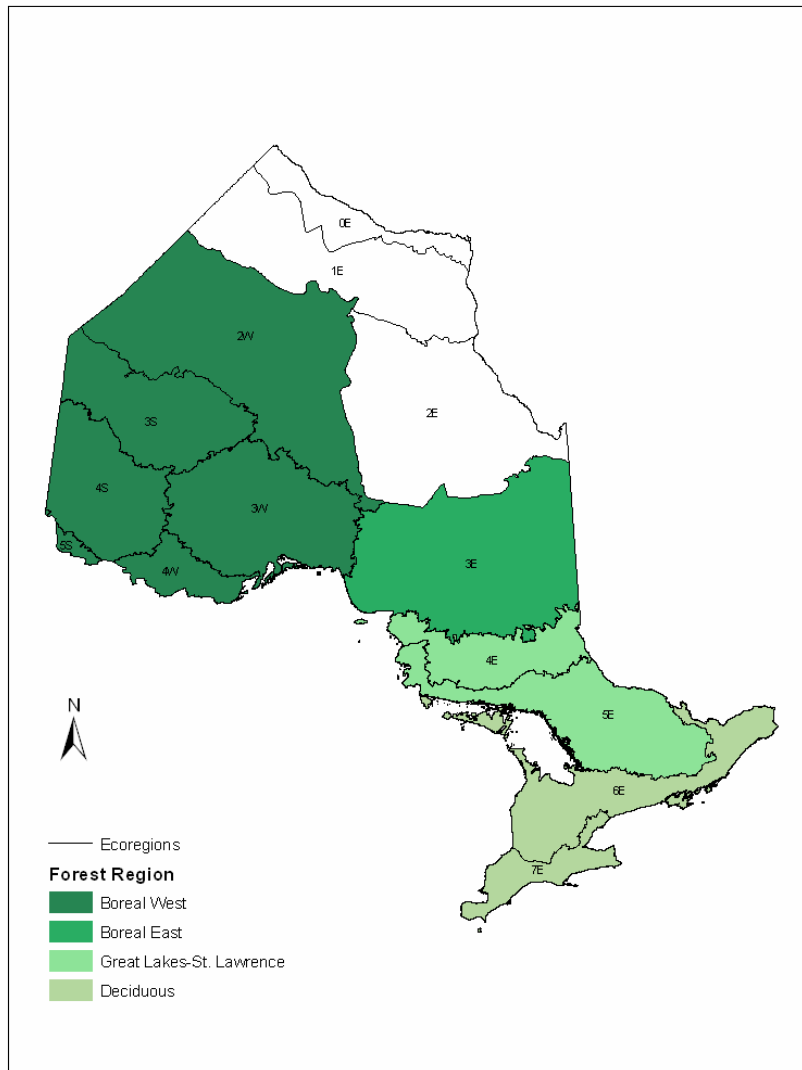 0E
1E
2W
2E
3S
4S
3W
5S
4W
3E
4E
5E
6E
7E
N
Ecoregions
Forest Region
Boreal West
Boreal East
Great Lakes-St. Lawrence
Deciduous